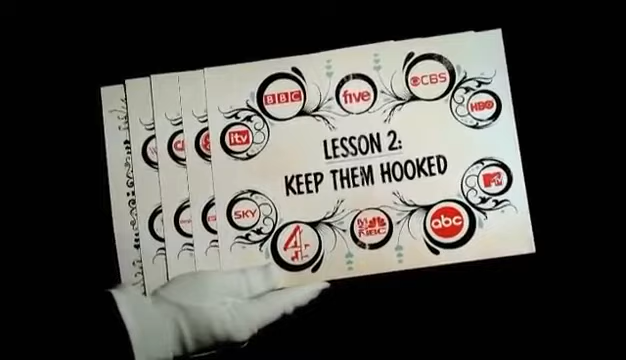 BBC
five
CBS
HBO
itv
LESSON 2:
KEEP THEM HOOKED
MTV
SKY
4
NBC
abc